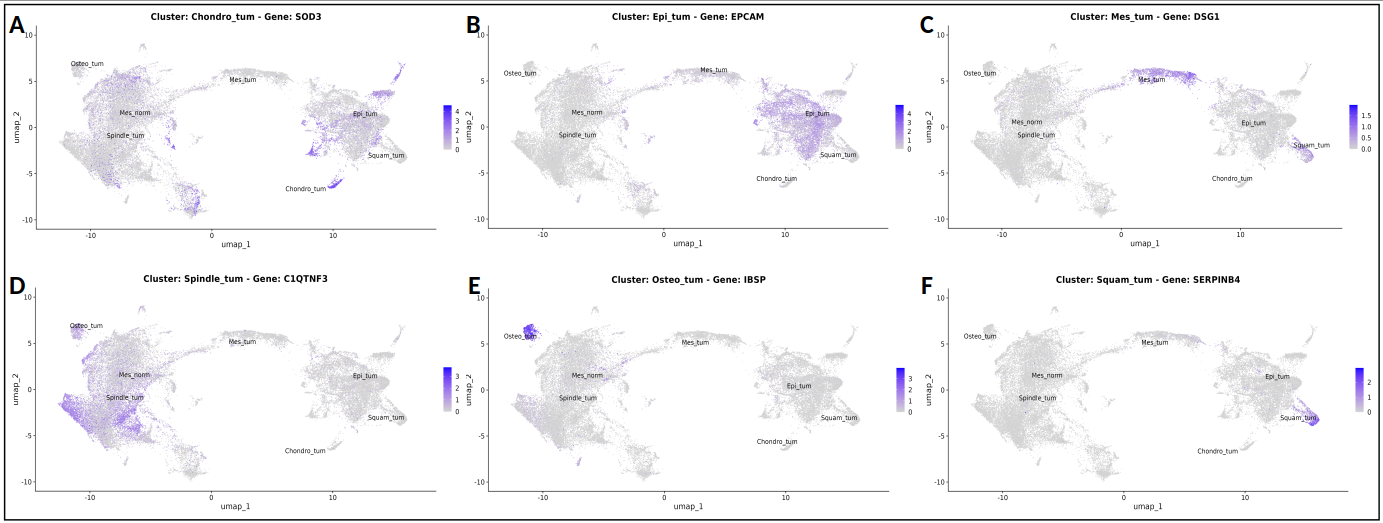 A
Cluster: Chondro_tum - Gene: SOD3
10
5
0
-5
-10
umap_2
Osteo_tum
Mes_tum
Mes_norm
Epi_tum
Spindle_tum
Squam_tum
Chondro_tum
4
3
2
1
0
-10
0
10
umap_1
B
Cluster: Epi_tum - Gene: EPCAM
10
5
0
-5
-10
umap_2
Osteo_tum
Mes_tum
Mes_norm
Epi_tum
Spindle_tum
Squam_tum
Chondro_tum
4
3
2
1
0
-10
0
10
umap_1
C
Cluster: Mes_tum - Gene: DSG1
10
5
0
-5
-10
umap_2
Osteo_tum
Mes_tum
Mes_norm
Epi_tum
Spindle_tum
Squam_tum
Chondro_tum
1.5
1.0
0.5
0.0
-10
0
10
umap_1
D
Cluster: Spindle_tum - Gene: C1QTNF3
10
5
0
-5
-10
umap_2
Osteo_tum
Mes_tum
Mes_norm
Epi_tum
Spindle_tum
Squam_tum
Chondro_tum
3
2
1
0
-10
0
10
umap_1
E
Cluster: Osteo_tum - Gene: IBSP
10
5
0
-5
-10
umap_2
Osteo_tum
Mes_tum
Mes_norm
Epi_tum
Spindle_tum
Squam_tum
Chondro_tum
3
2
1
0
-10
0
10
umap_1
F
Cluster: Squam_tum - Gene: SERPINB4
10
5
0
-5
-10
umap_2
Osteo_tum
Mes_tum
Mes_norm
Epi_tum
Spindle_tum
Squam_tum
Chondro_tum
2
1
0
-10
0
10
umap_1